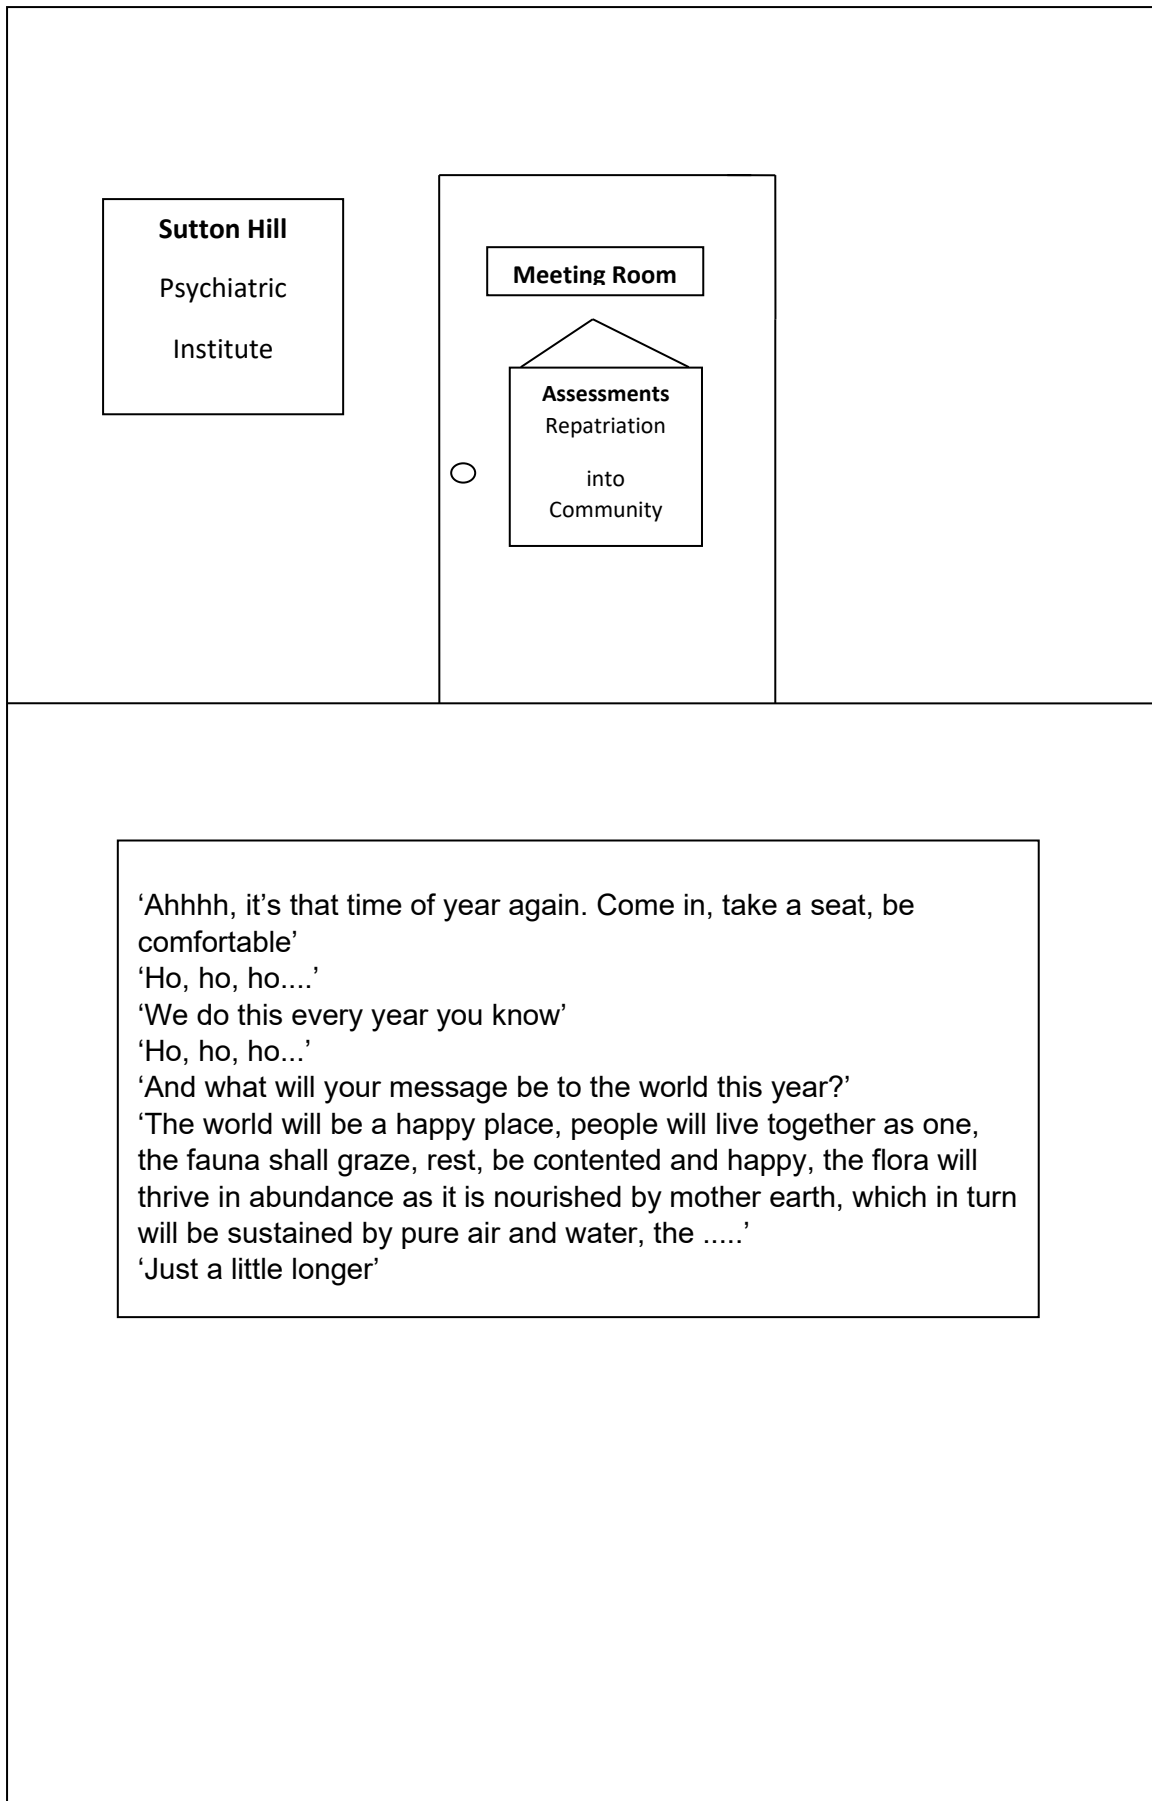 Sutton Hill
Psychiatric
Institute
Meeting Room
Assessments
Repatriation
into
Community
‘Ahhhh, it’s that time of year again. Come in, take a seat, be
comfortable’
‘Ho, ho, ho....’
‘We do this every year you know’
‘Ho, ho, ho...’
‘And what will your message be to the world this year?’
‘The world will be a happy place, people will live together as one,
the fauna shall graze, rest, be contented and happy, the flora will
thrive in abundance as it is nourished by mother earth, which in turn
will be sustained by pure air and water, the .....’
‘Just a little longer’